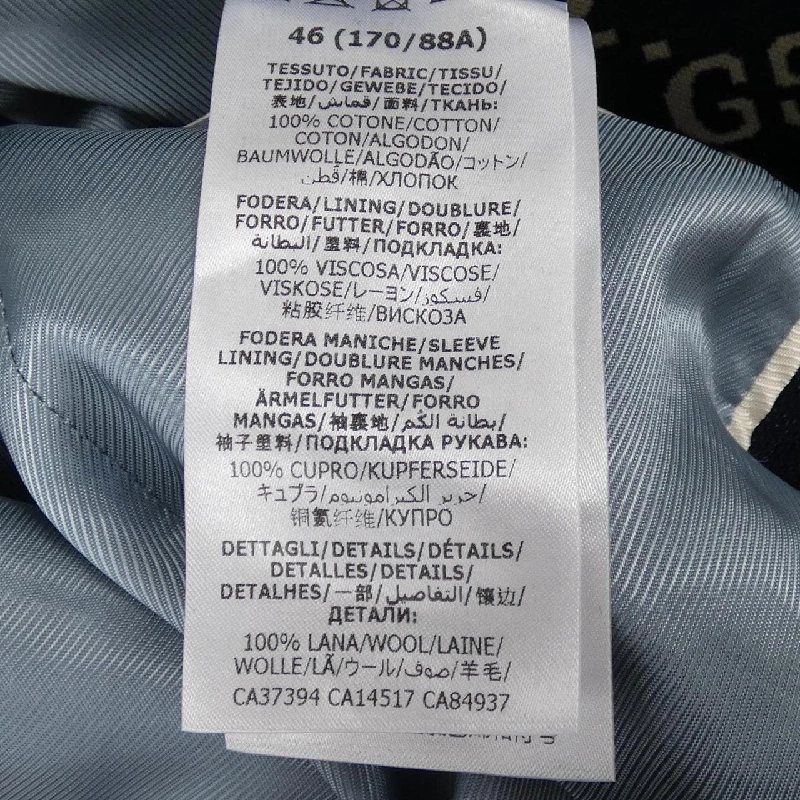 46 (170/88A)
TESSUTO/FABRIC/TISSU/
TEJIDO/GEWEBE/TECIDO/
表地/قماش/面料/ТКАНЬ:
100% COTONE/COTTON/
COTON/ALGODON/
BAUMWOLLE/ALGODÃO/コットン/
قطن/棉/ХЛОПОК
FODERA/LINING/DOUBLURE/
FORRO/FUTTER/FORRO/裏地/
البطانة/塑料/ПОДКЛАДКА:
100% VISCOSA/VISCOSE/
VISKOSE/レーヨン/فسكوز/
粘胶纤维/ВИСКОЗА
FODERA MANICHE/SLEEVE
LINING/DOUBLURE MANCHES/
FORRO MANGAS/
ÄRMELFUTTER/FORRO
MANGAS/袖裏地/بطانة الكُم/
袖子塑料/ПОДКЛАДКА РУКАВА:
100% CUPRO/KUPFERSEIDE/
キュプラ/حرير الكبرامونيوم/
铜氨纤维/КУПРО
DETTAGLI/DETAILS/DÉTAILS/
DETALLES/DETAILS/
DETALHES/一部/التفاصيل/镶边/
ДЕТАЛИ:
100% LANA/WOOL/LAINE/
WOLLE/LÃ/ウール/صوف/羊毛/
CA37394 CA14517 CA84937
GS